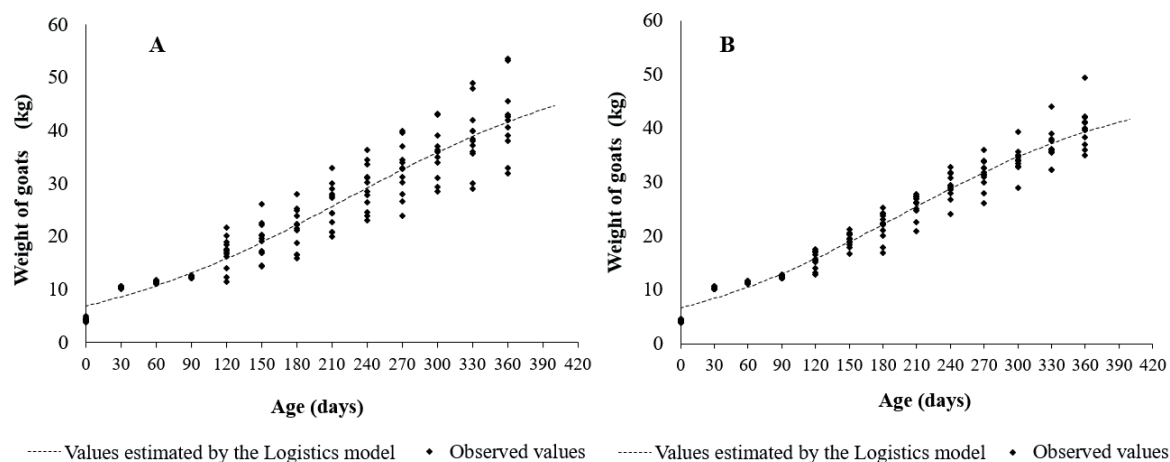 A
Weight of goats (kg)
60
50
40
30
20
10
0
0 30 60 90 120 150 180 210 240 270 300 330 360 390 420
Age (days)
Values estimated by the Logistics model Observed values
B
Weight of goats (kg)
60
50
40
30
20
10
0
0 30 60 90 120 150 180 210 240 270 300 330 360 390 420
Age (days)
Values estimated by the Logistics model Observed values